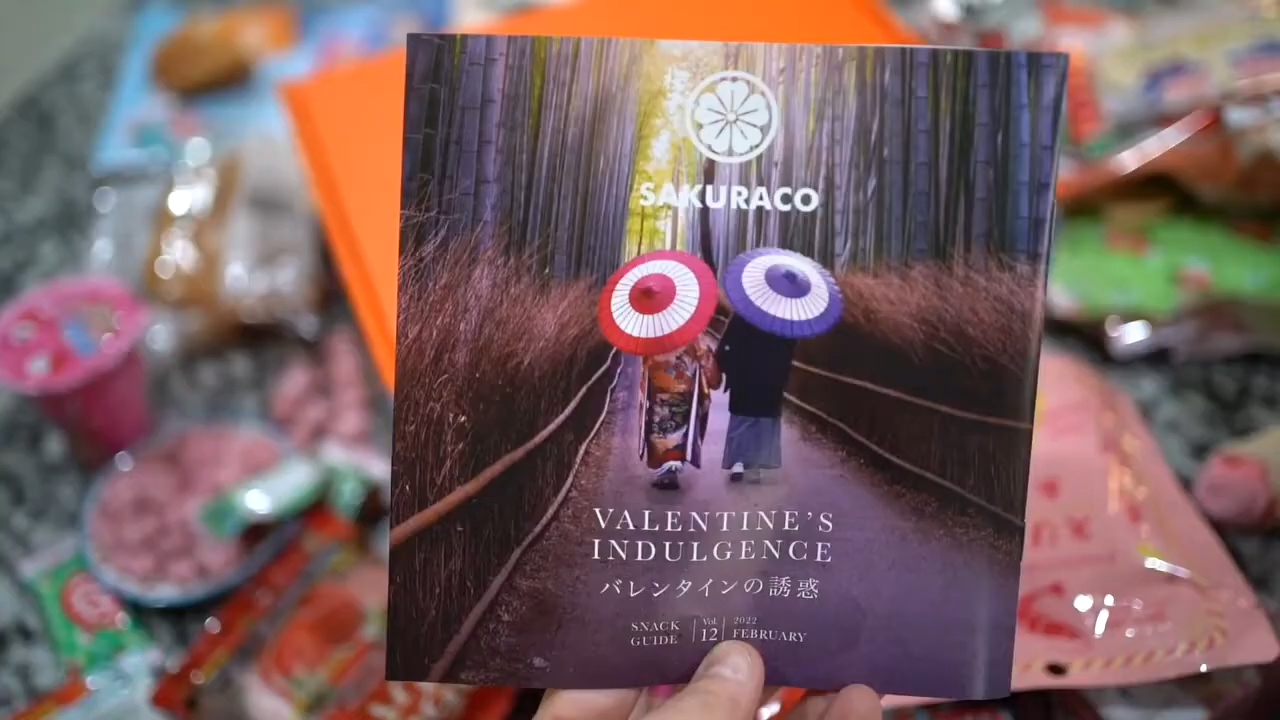 SAKURACO
VALENTINE'S
INDULGENCE
バレンタインの誘惑
SNACK GUIDE | Vol. 12 | 2022 FEBRUARY